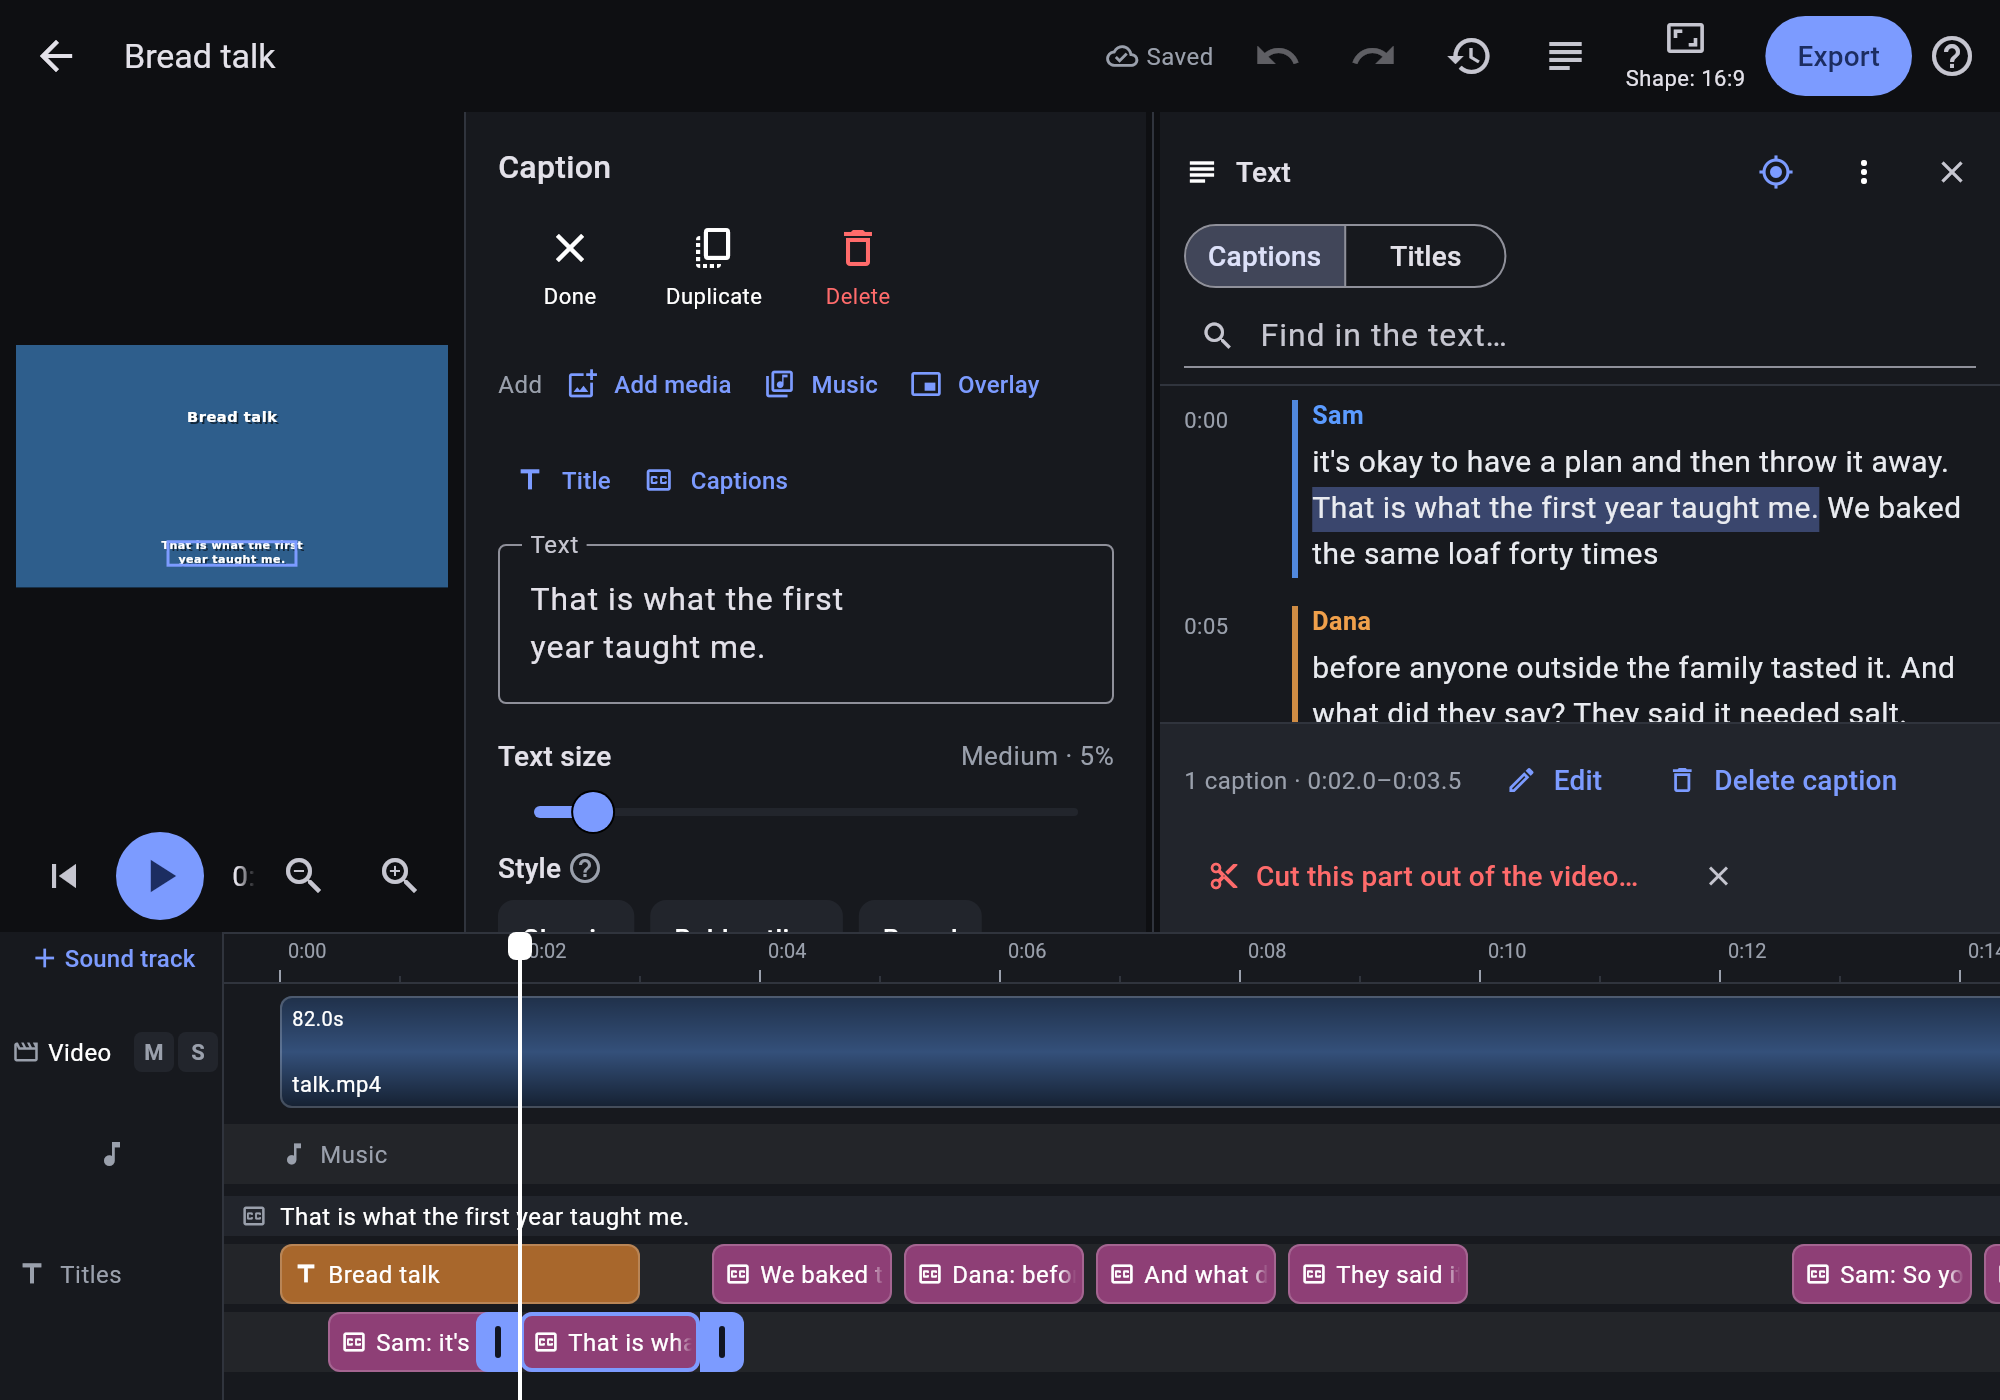 Bread talk
Saved
Shape: 16:9
Export
Bread talk
That is what the first
year taught me.
0:
Caption
Done
Duplicate
Delete
Add
Add media
Music
Overlay
Title
Captions
Text
That is what the first
year taught me.
Text size
Medium · 5%
Style
Text
Captions
Titles
Find in the text…
0:00
Sam
it's okay to have a plan and then throw it away.
That is what the first year taught me. We baked
the same loaf forty times
0:05
Dana
before anyone outside the family tasted it. And
what did they say? They said it needed salt.
1 caption · 0:02.0–0:03.5
Edit
Delete caption
Cut this part out of the video…
Sound track
0:00
0:02
0:04
0:06
0:08
0:10
0:12
0:14
Video
M
S
82.0s
talk.mp4
Music
That is what the first year taught me.
Titles
Bread talk
We baked t
Dana: befo
And what d
They said i
Sam: So yo
Sam: it's
That is wha